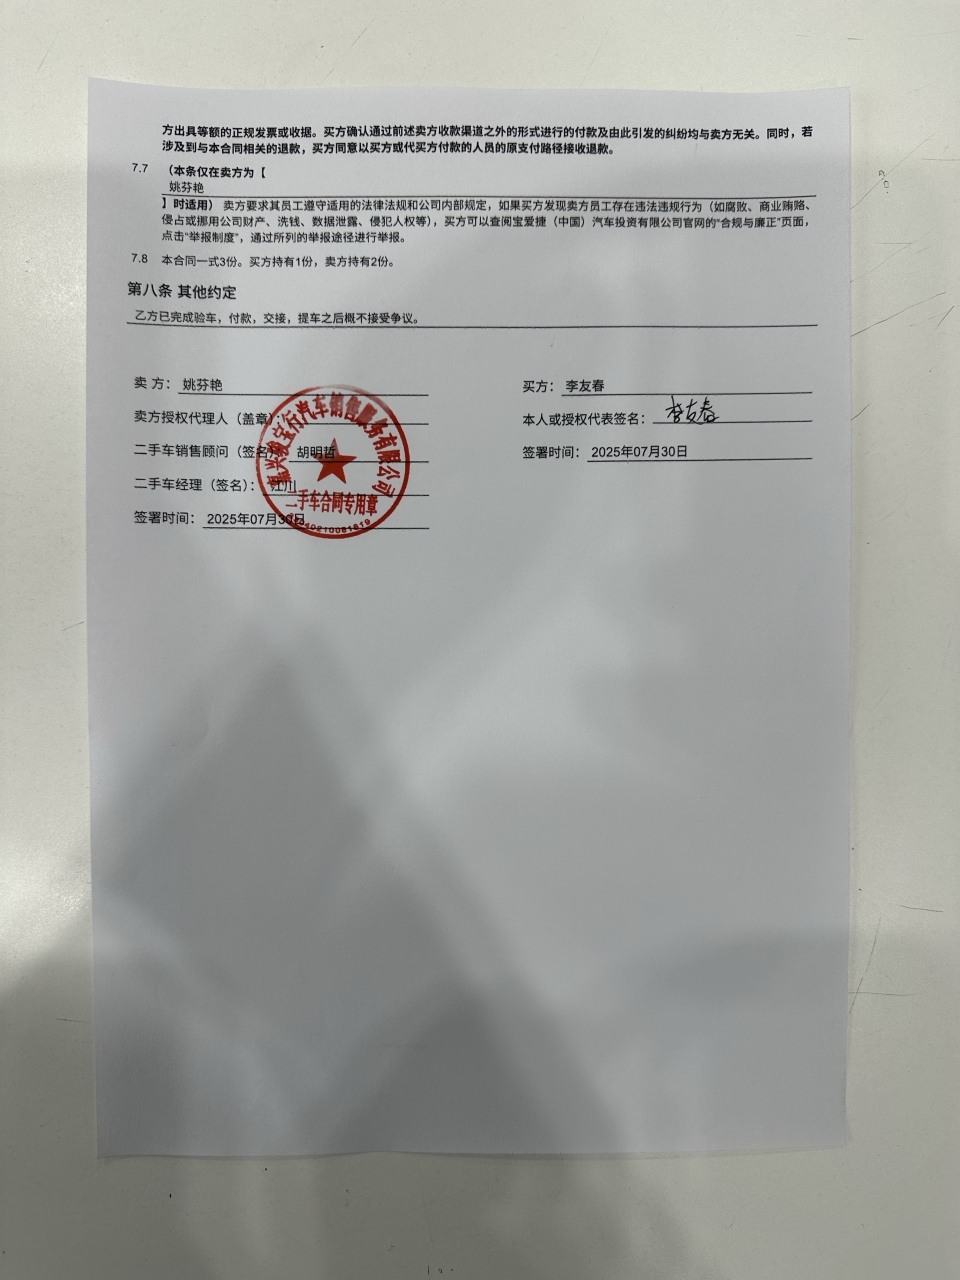 方出具等额的正规发票或收据。买方确认通过前述卖方收款渠道之外的形式进行的付款及由此引发的纠纷均与卖方无关。同时，若
涉及到与本合同相关的退款，买方同意以买方或代买方付款的人员的原支付路径接收退款。
7.7 （本条仅在卖方为【
姚芬艳
】时适用）卖方要求其员工遵守适用的法律法规和公司内部规定，如果买方发现卖方员工存在违法违规行为（如腐败、商业贿赂、
侵占或挪用公司财产、洗钱、数据泄露、侵犯人权等），买方可以查阅宝爱捷（中国）汽车投资有限公司官网的“合规与廉正”页面，
点击“举报制度”，通过所列的举报途径进行举报。
7.8 本合同一式3份。买方持有1份，卖方持有2份。
第八条 其他约定
乙方已完成验车，付款，交接，提车之后概不接受争议。
卖 方： 姚芬艳
卖方授权代理人（盖章）：
二手车销售顾问（签名）： 胡明哲
二手车经理（签名）： 江川
签署时间： 2025年07月30日
嘉兴骏宝行汽车销售服务有限公司
二手车合同专用章
买方： 李友春
本人或授权代表签名： 李友春
签署时间： 2025年07月30日